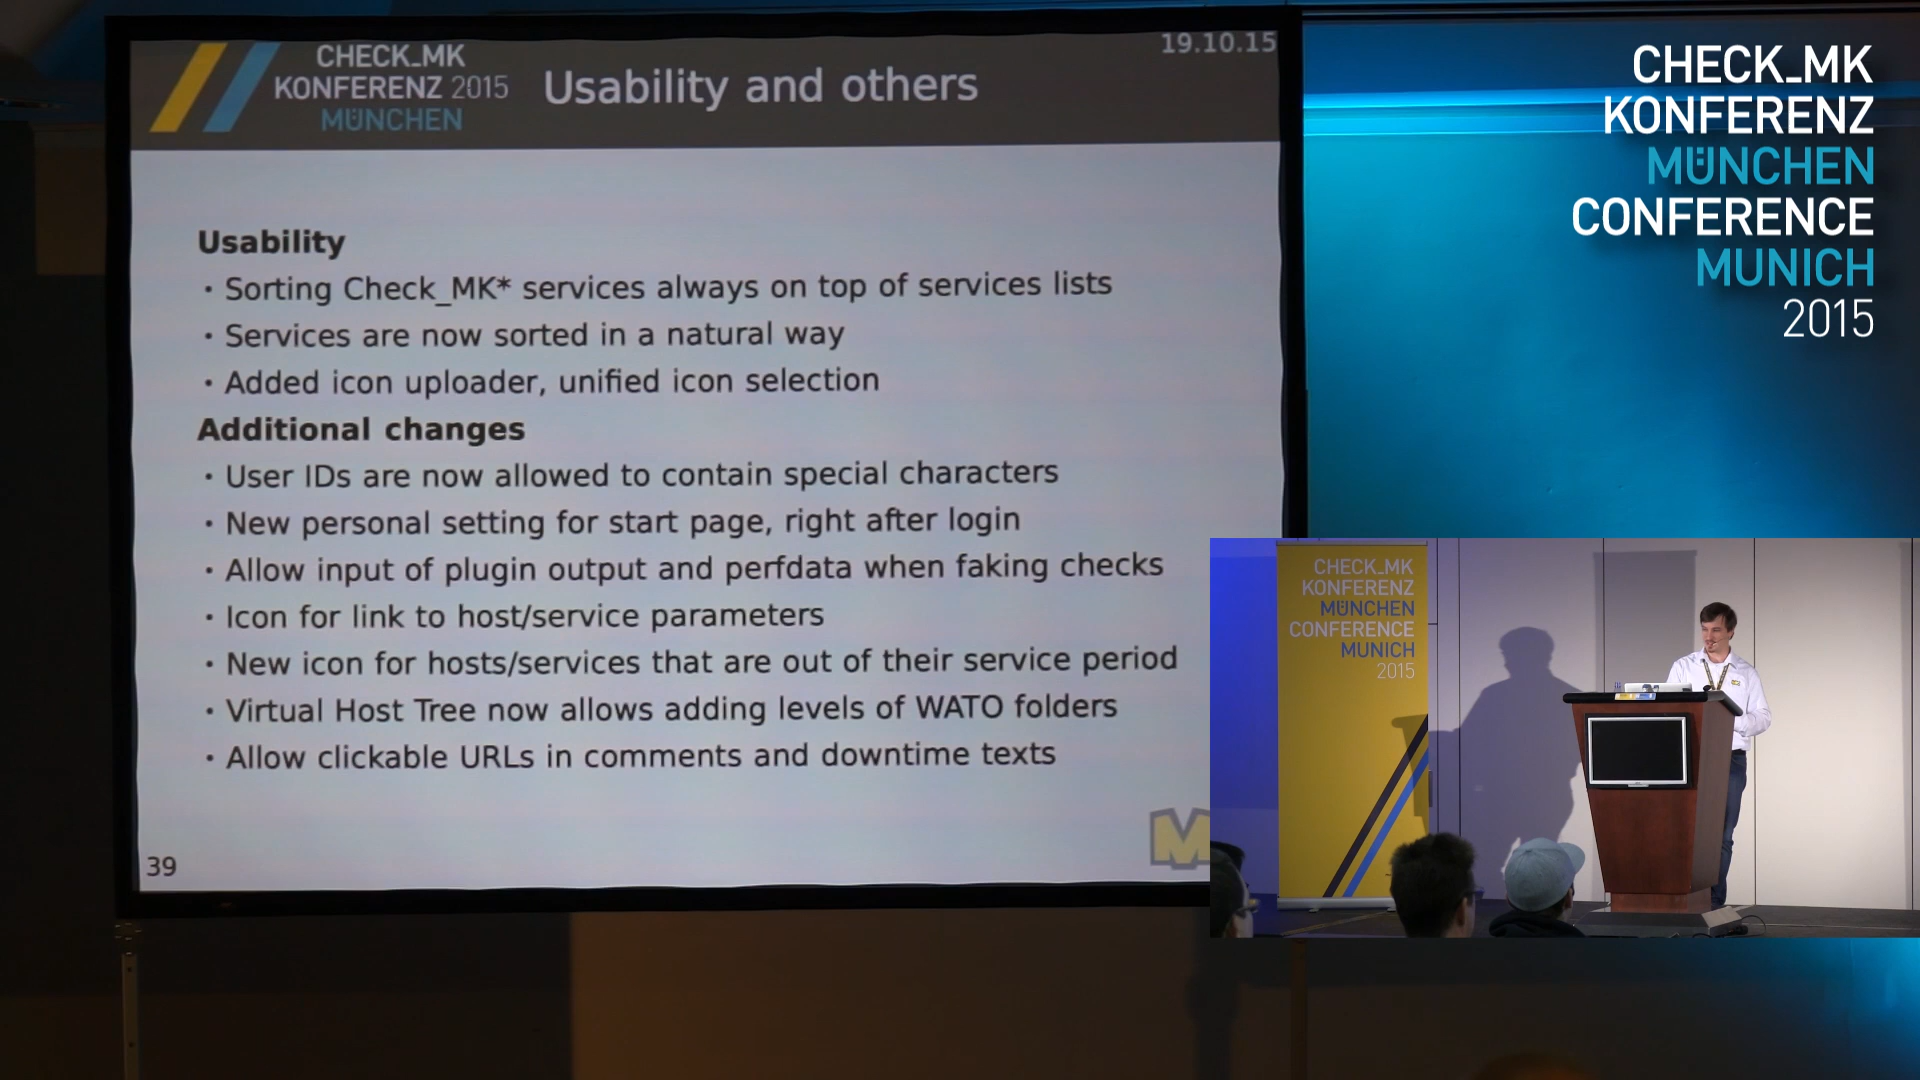 CHECK_MK
KONFERENZ 2015
MÜNCHEN
Usability and others
19.10.15
Usability
· Sorting Check_MK* services always on top of services lists
· Services are now sorted in a natural way
· Added icon uploader, unified icon selection
Additional changes
· User IDs are now allowed to contain special characters
· New personal setting for start page, right after login
· Allow input of plugin output and perfdata when faking checks
· Icon for link to host/service parameters
· New icon for hosts/services that are out of their service period
· Virtual Host Tree now allows adding levels of WATO folders
· Allow clickable URLs in comments and downtime texts
39
M
CHECK_MK
KONFERENZ
MÜNCHEN
CONFERENCE
MUNICH
2015
CHECK_MK
KONFERENZ
MÜNCHEN
CONFERENCE
MUNICH
2015